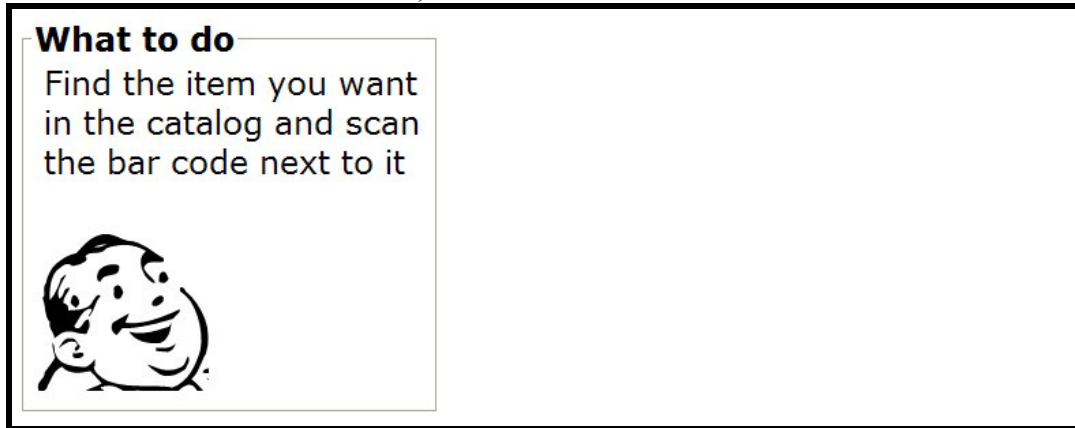 What to do
Find the item you want
in the catalog and scan
the bar code next to it